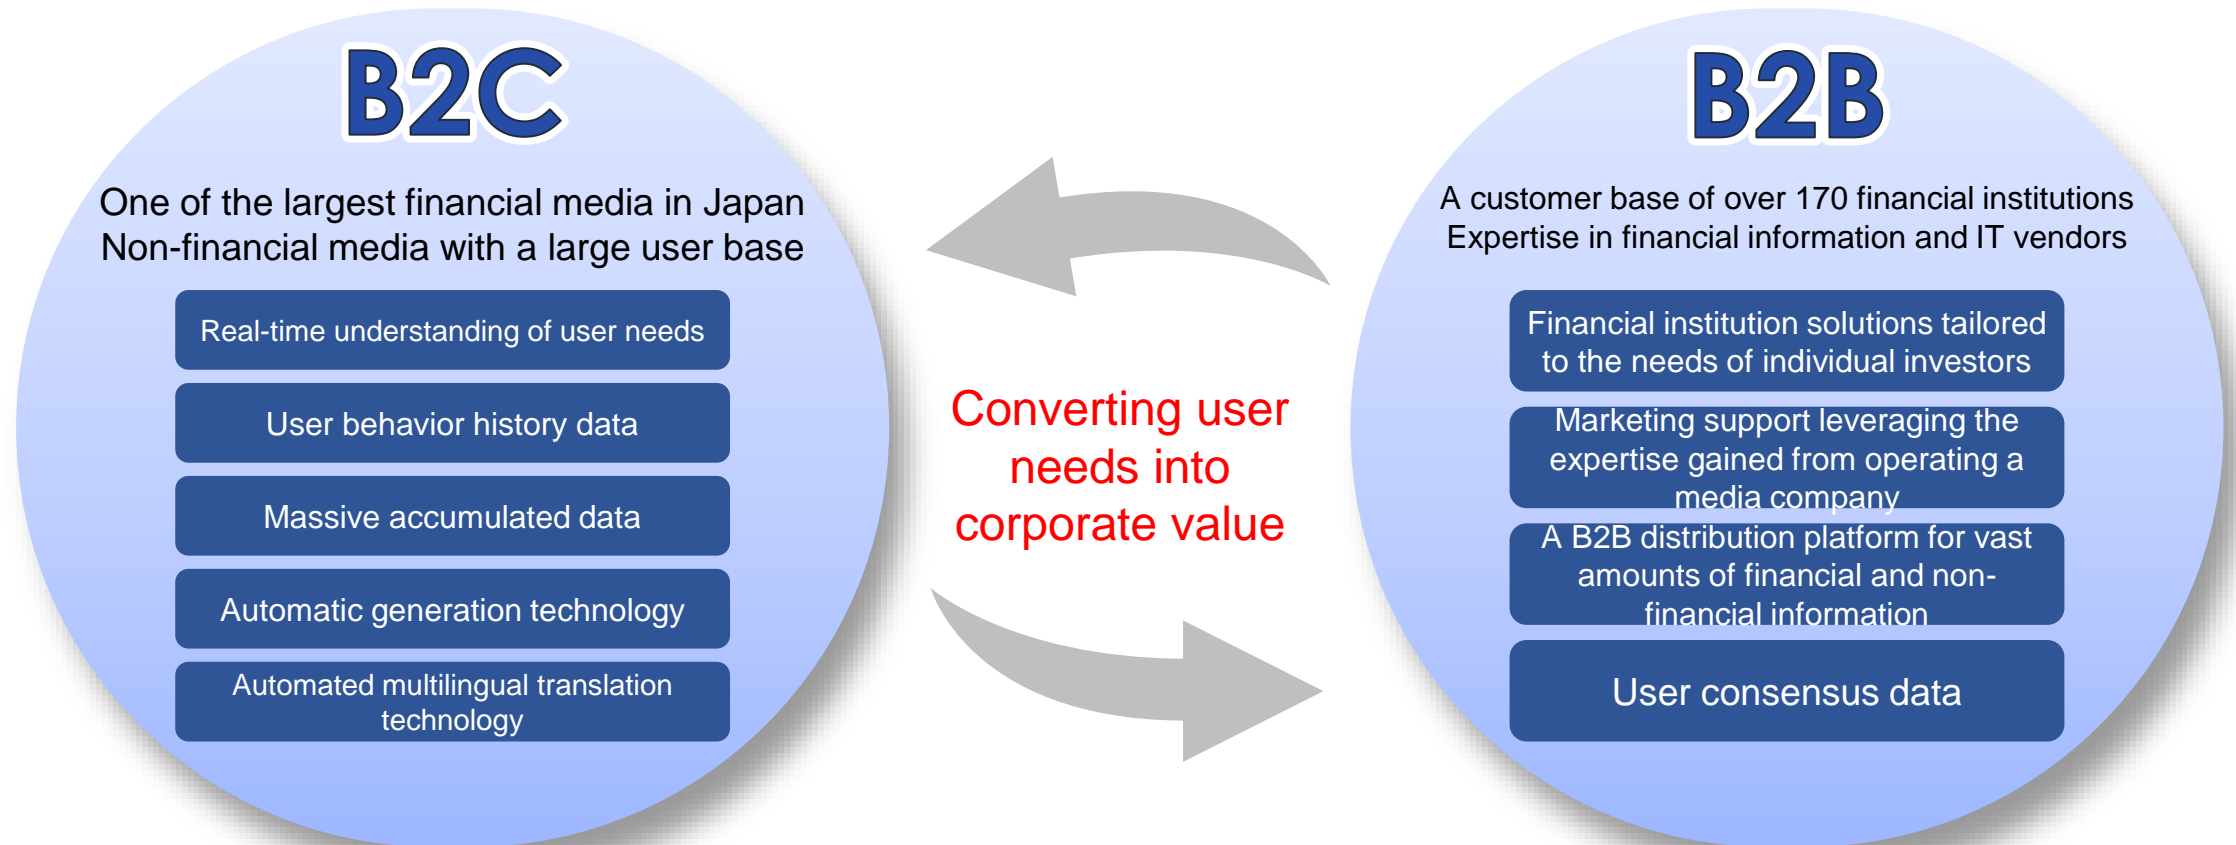 B2C
One of the largest financial media in Japan
Non-financial media with a large user base
Real-time understanding of user needs
User behavior history data
Massive accumulated data
Automatic generation technology
Automated multilingual translation
technology
Converting user
needs into
corporate value
B2B
A customer base of over 170 financial institutions
Expertise in financial information and IT vendors
Financial institution solutions tailored
to the needs of individual investors
Marketing support leveraging the
expertise gained from operating a
media company
A B2B distribution platform for vast
amounts of financial and non-
financial information
User consensus data